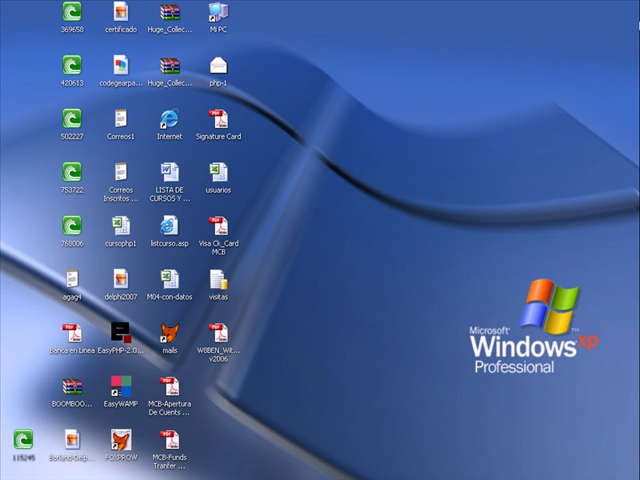 369658
certificado
Huge_Collec...
Mi PC
420613
codegearpa...
Huge_Collec...
php-1
502227
Correos1
Internet
Signature Card
753722
Correos
Inscritos ...
LISTA DE
CURSOS Y ...
usuarios
768006
cursophp1
listcurso.asp
Visa Ck_Card
MCB
agag4
delphi2007
M04-con-datos
visitas
Banca en Linea
EasyPHP-2.0...
mails
W8BEN_Wit...
v2006
BOOMBOO...
EasyWAMP
MCB-Apertura
De Cuents ...
115245
Borland-Delp...
FOXPROW
MCB-Funds
Tranfer ...
Microsoft
Windows xp
Professional